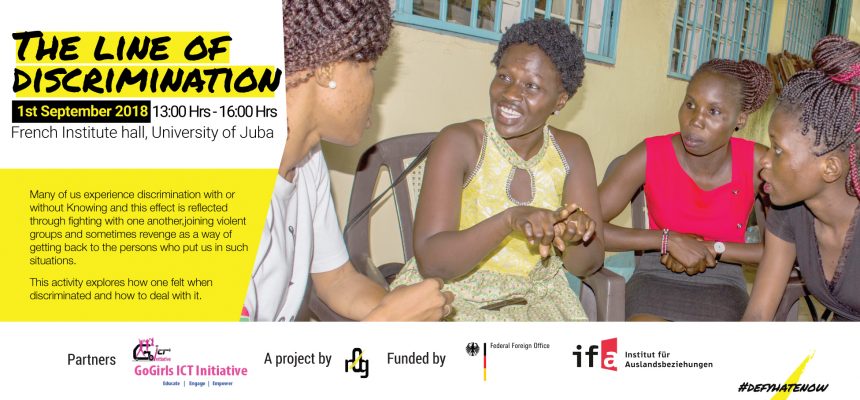 THE LINE OF
DISCRIMINATION
1st September 2018 13:00 Hrs - 16:00 Hrs
French Institute hall, University of Juba
Many of us experience discrimination with or
without Knowing and this effect is reflected
through fighting with one another,joining violent
groups and sometimes revenge as a way of
getting back to the persons who put us in such
situations.
This activity explores how one felt when
discriminated and how to deal with it.
Partners
ICT
Initiative
GoGirls ICT Initiative
Educate | Engage | Empower
A project by
r0g
Funded by
Federal Foreign Office
ifa
Institut für
Auslandsbeziehungen
#DEFYHATENOW